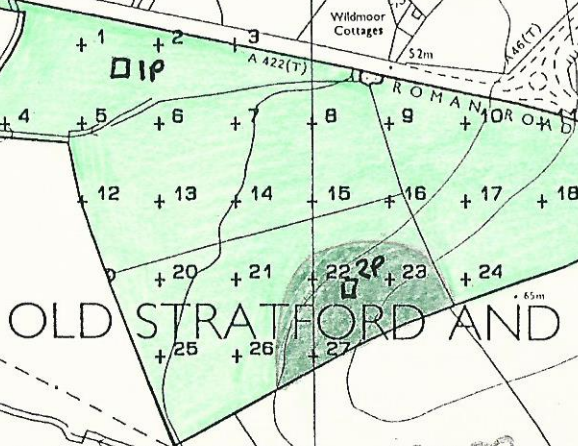 Wildmoor
Cottages
52m
A46(T)
1 2 3
1P
A 422(T)
ROMAN ROAD
4 5 6 7 8 9 10
12 13 14 15 16 17 18
2P
20 21 22 23 24
65m
OLD STRATFORD AND
25 26 27